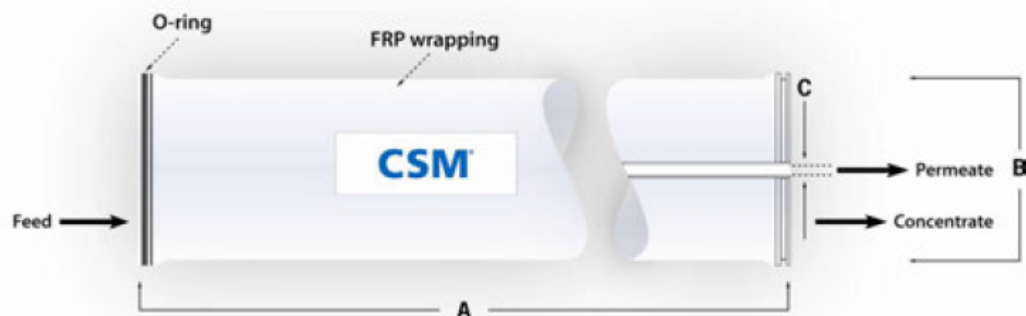 O-ring
FRP wrapping
C
CSM®
Permeate
B
Feed
Concentrate
A